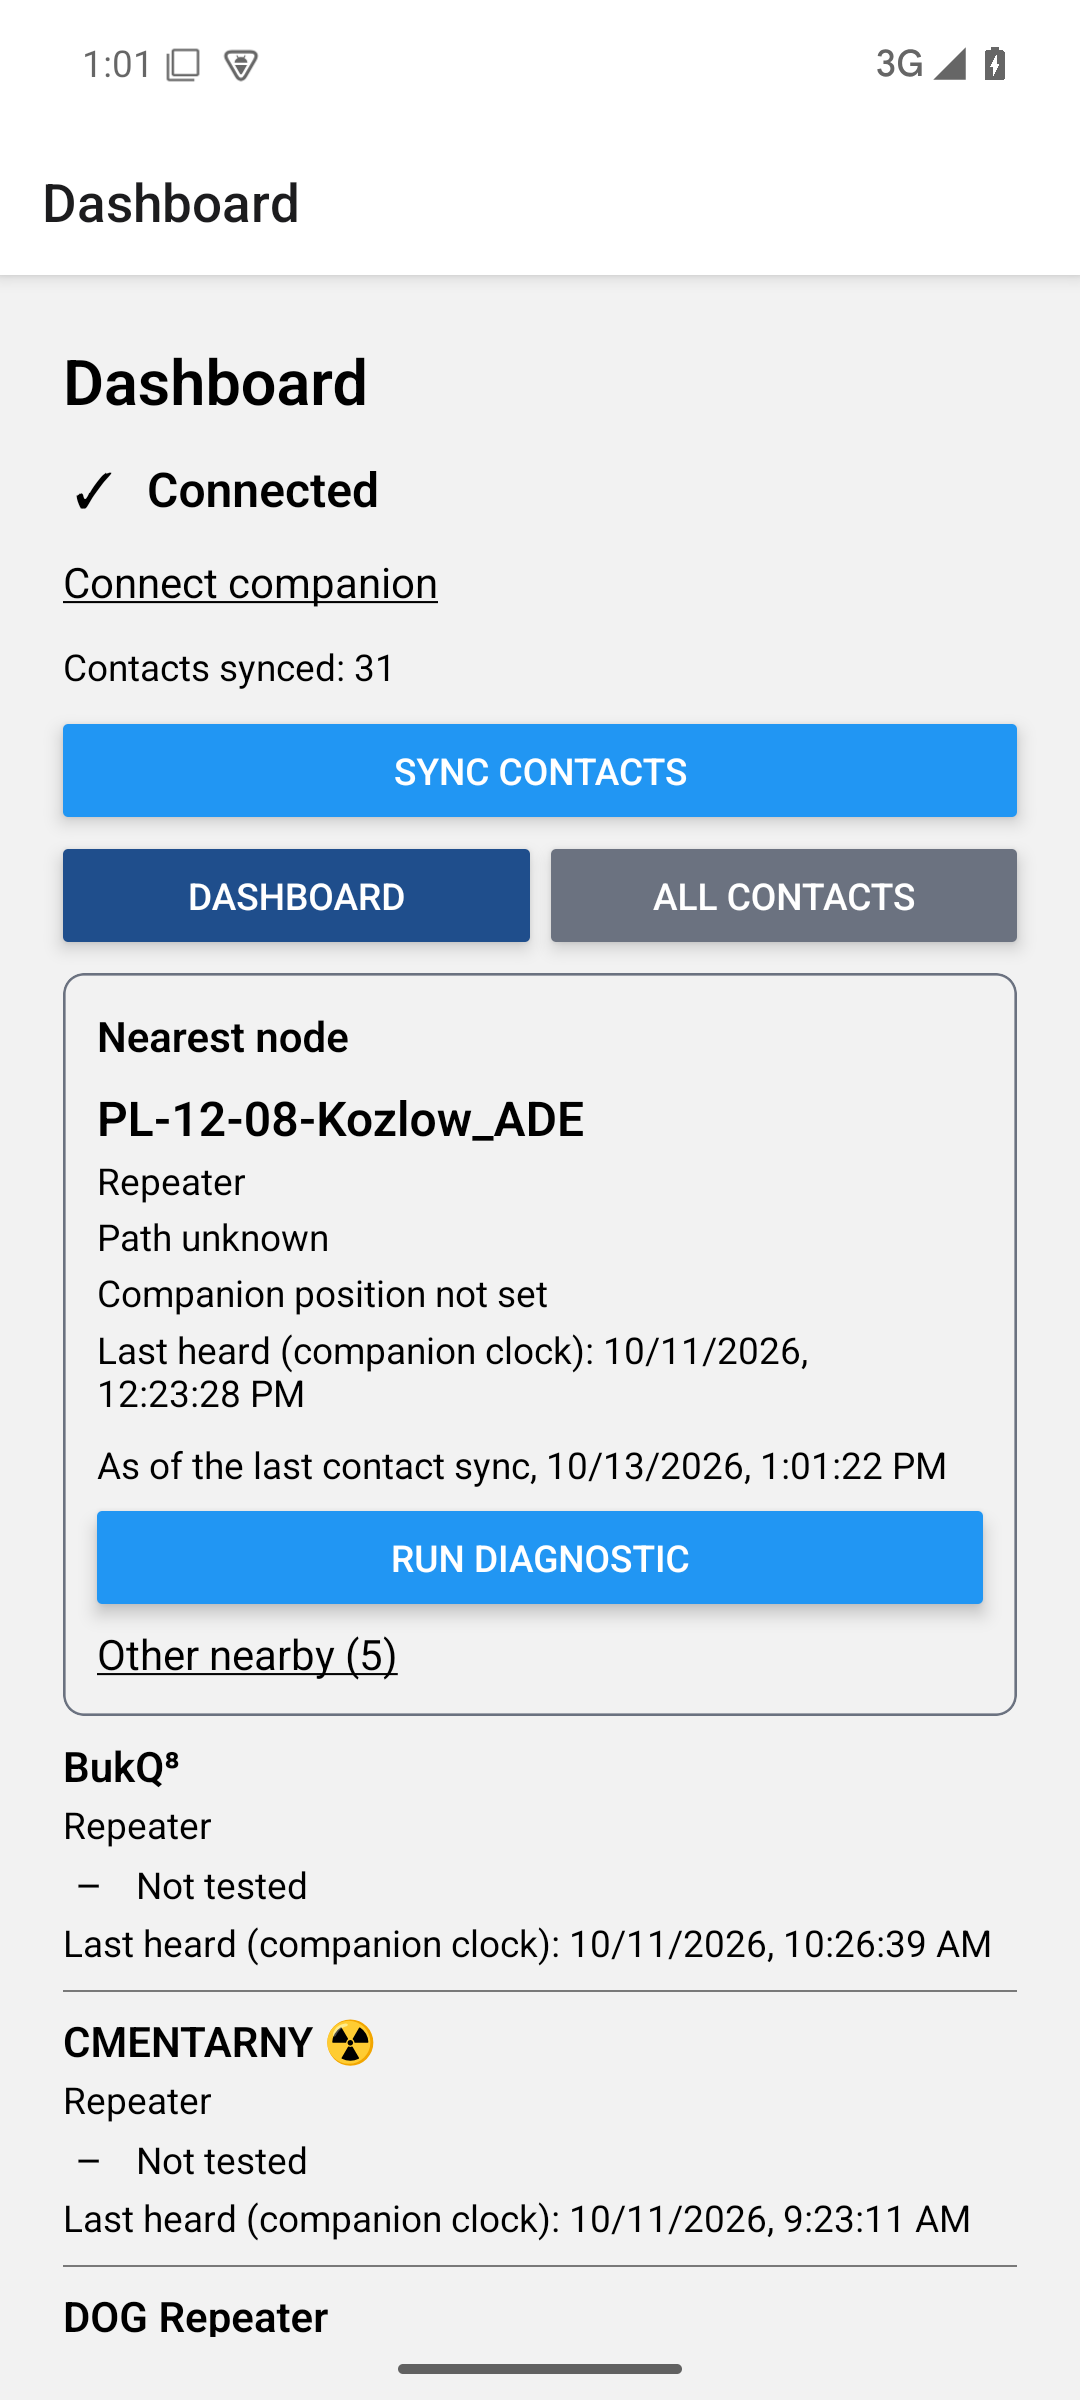 1:01
3G
Dashboard
Dashboard
✓ Connected
Connect companion
Contacts synced: 31
SYNC CONTACTS
DASHBOARD
ALL CONTACTS
Nearest node
PL-12-08-Kozlow_ADE
Repeater
Path unknown
Companion position not set
Last heard (companion clock): 10/11/2026,
12:23:28 PM
As of the last contact sync, 10/13/2026, 1:01:22 PM
RUN DIAGNOSTIC
Other nearby (5)
BukQ⁸
Repeater
– Not tested
Last heard (companion clock): 10/11/2026, 10:26:39 AM
CMENTARNY ☢️
Repeater
– Not tested
Last heard (companion clock): 10/11/2026, 9:23:11 AM
DOG Repeater